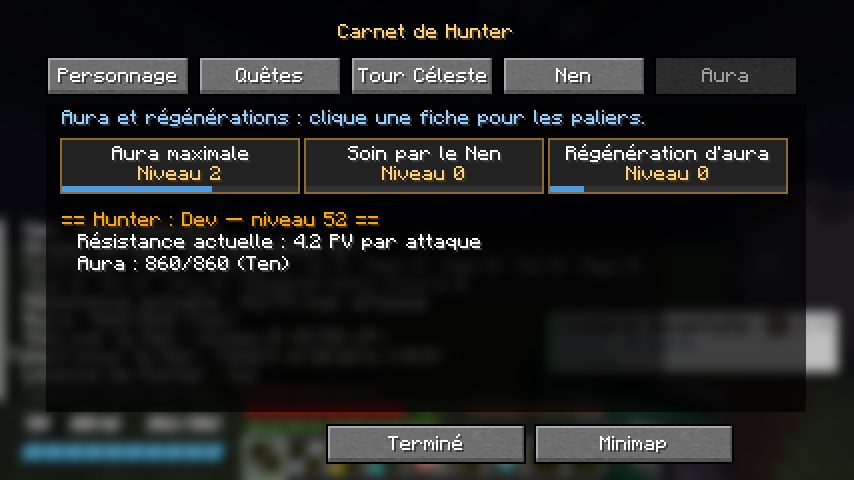 Carnet de Hunter
Personnage
Quêtes
Tour Céleste
Nen
Aura
Aura et régénérations : clique une fiche pour les paliers.
Aura maximale
Niveau 2
Soin par le Nen
Niveau 0
Régénération d'aura
Niveau 0
== Hunter : Dev — niveau 52 ==
Résistance actuelle : 4.2 PV par attaque
Aura : 860/860 (Ten)
Terminé
Minimap